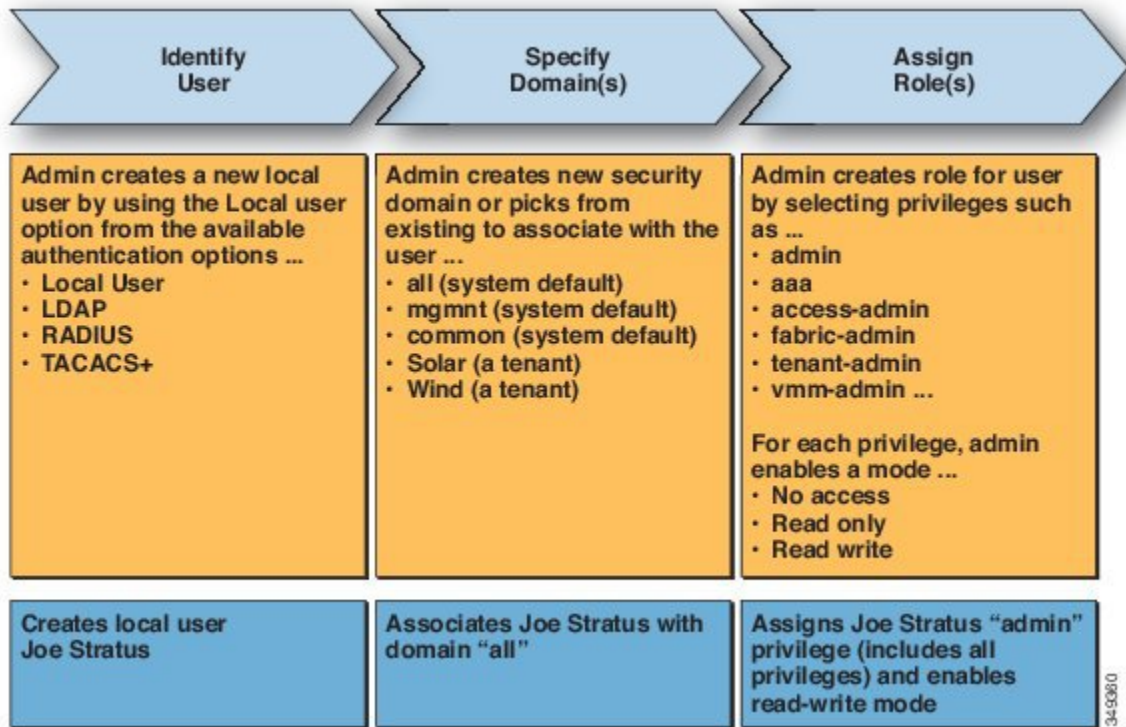 Identify
User
Specify
Domain(s)
Assign
Role(s)
Admin creates a new local
user by using the Local user
option from the available
authentication options ...
• Local User
• LDAP
• RADIUS
• TACACS+
Admin creates new security
domain or picks from
existing to associate with the
user ...
• all (system default)
• mgmnt (system default)
• common (system default)
• Solar (a tenant)
• Wind (a tenant)
Admin creates role for user
by selecting privileges such
as ...
• admin
• aaa
• access-admin
• fabric-admin
• tenant-admin
• vmm-admin ...
For each privilege, admin
enables a mode ...
• No access
• Read only
• Read write
Creates local user
Joe Stratus
Associates Joe Stratus with
domain “all”
Assigns Joe Stratus “admin”
privilege (includes all
privileges) and enables
read-write mode
349360